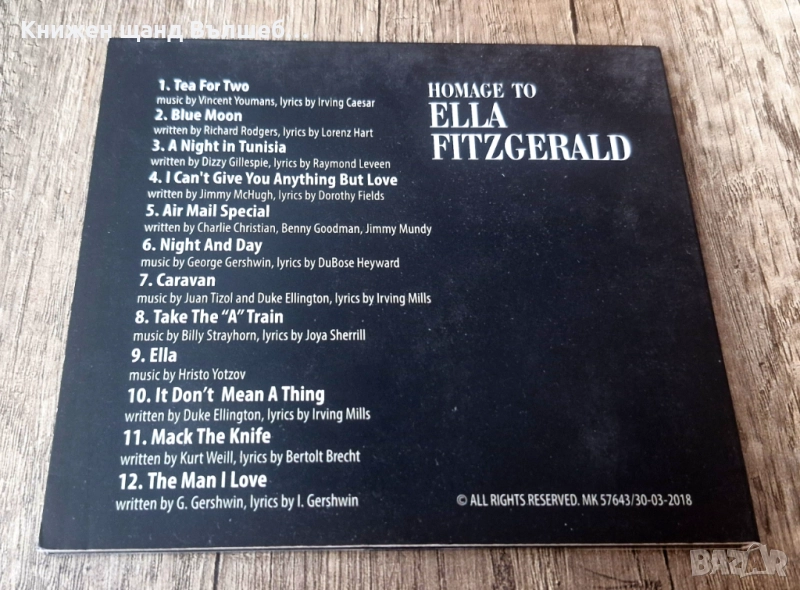 Книжен щанд Вълшеб
1. Tea For Two
music by Vincent Youmans, lyrics by Irving Caesar
2. Blue Moon
written by Richard Rodgers, lyrics by Lorenz Hart
3. A Night in Tunisia
written by Dizzy Gillespie, lyrics by Raymond Leveen
4. I Can't Give You Anything But Love
written by Jimmy McHugh, lyrics by Dorothy Fields
5. Air Mail Special
written by Charlie Christian, Benny Goodman, Jimmy Mundy
6. Night And Day
music by George Gershwin, lyrics by DuBose Heyward
7. Caravan
music by Juan Tizol and Duke Ellington, lyrics by Irving Mills
8. Take The "A" Train
music by Billy Strayhorn, lyrics by Joya Sherrill
9. Ella
music by Hristo Yotzov
10. It Don't Mean A Thing
written by Duke Ellington, lyrics by Irving Mills
11. Mack The Knife
written by Kurt Weill, lyrics by Bertolt Brecht
12. The Man I Love
written by G. Gershwin, lyrics by I. Gershwin
HOMAGE TO
ELLA
FITZGERALD
© ALL RIGHTS RESERVED. MK 57643/30-03-2018
BAZAR